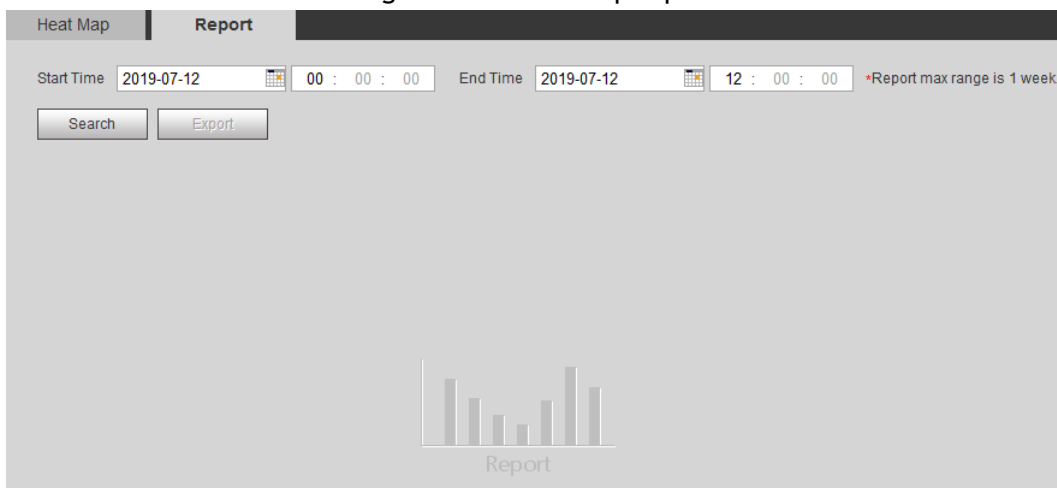 Heat Map Report
Start Time 2019-07-12 00 : 00 : 00 End Time 2019-07-12 12 : 00 : 00 *Report max range is 1 week
Search Export
Report